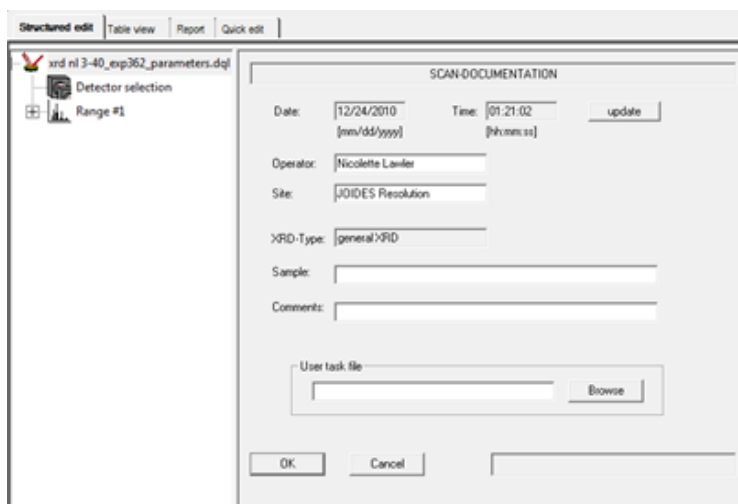 Structured edit Table view Report Quick edit
xrd nl 3-40_exp362_parameters.dql
Detector selection
Range #1
SCAN-DOCUMENTATION
Date: 12/24/2010 Time: 01:21:02 update
[mm/dd/yyyy] [hh:mm:ss]
Operator: Nicolette Lawler
Site: JOIDES Resolution
XRD-Type: general XRD
Sample:
Comments:
User task file
Browse
OK Cancel